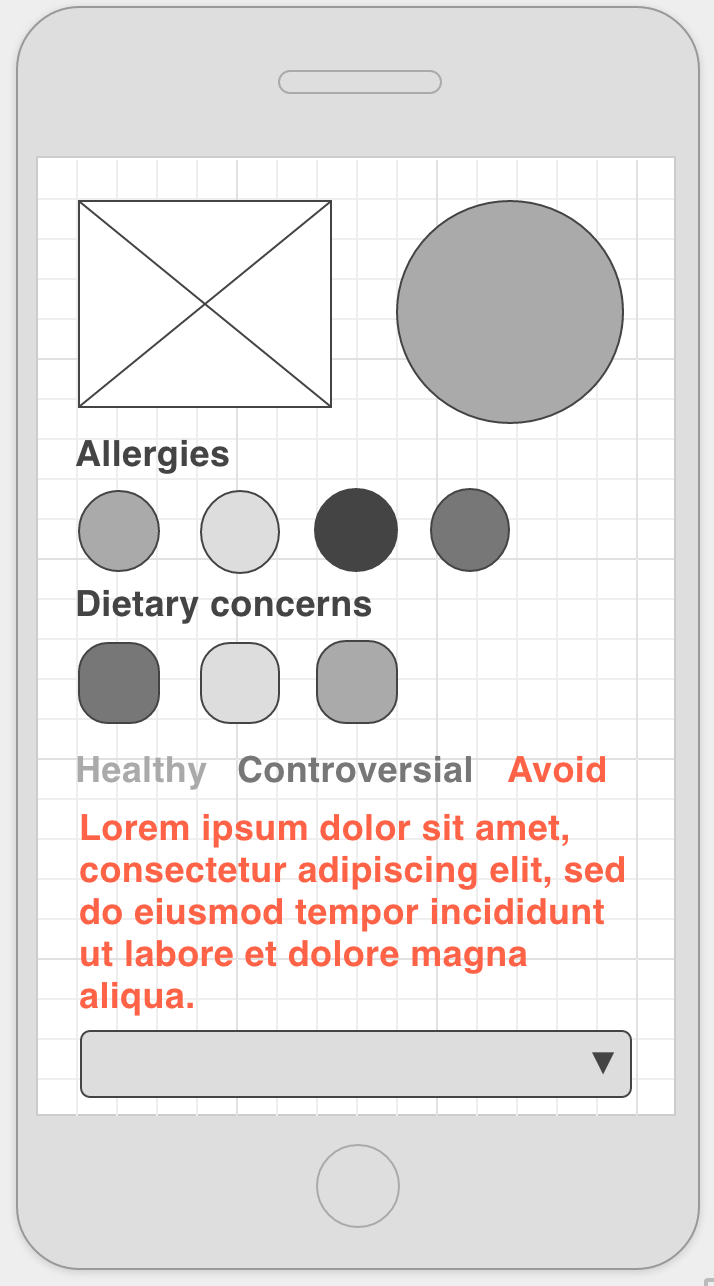 Allergies
Dietary concerns
Healthy Controversial Avoid
Lorem ipsum dolor sit amet,
consectetur adipiscing elit, sed
do eiusmod tempor incididunt
ut labore et dolore magna
aliqua.